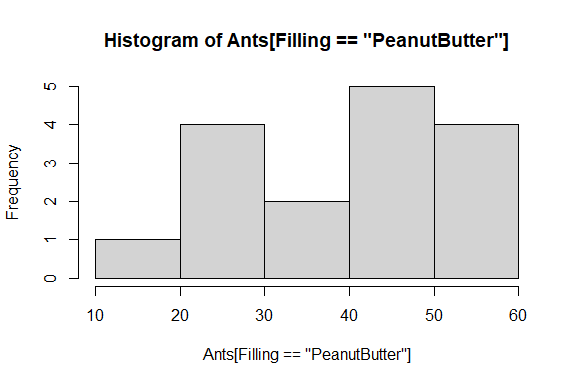 Histogram of Ants[Filling == "PeanutButter"]
Frequency
5
4
3
2
1
0
10 20 30 40 50 60
Ants[Filling == "PeanutButter"]